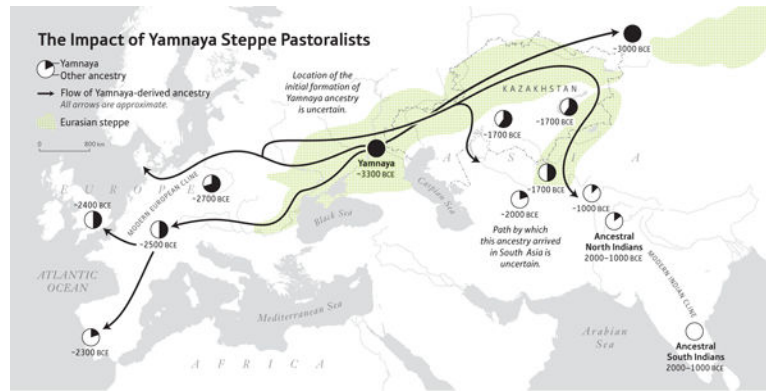 The Impact of Yamnaya Steppe Pastoralists
Yamnaya
Other ancestry
Flow of Yamnaya-derived ancestry
All arrows are approximate.
Eurasian steppe
0 800 km
Location of the
initial formation of
Yamnaya ancestry
is uncertain.
~3000 BCE
KAZAKHSTAN
~1700 BCE
~1700 BCE
Yamnaya
~3300 BCE
A S I A
EUROPE
MODERN EUROPEAN CLINE
~2700 BCE
~2400 BCE
~2500 BCE
~1700 BCE
~2000 BCE
~1000 BCE
Caspian Sea
Black Sea
Path by which
this ancestry arrived
in South Asia is
uncertain.
Ancestral
North Indians
2000–1000 BCE
MODERN INDIAN CLINE
ATLANTIC
OCEAN
Mediterranean Sea
~2300 BCE
AFRICA
Arabian
Sea
Ancestral
South Indians
2000–1000 BCE